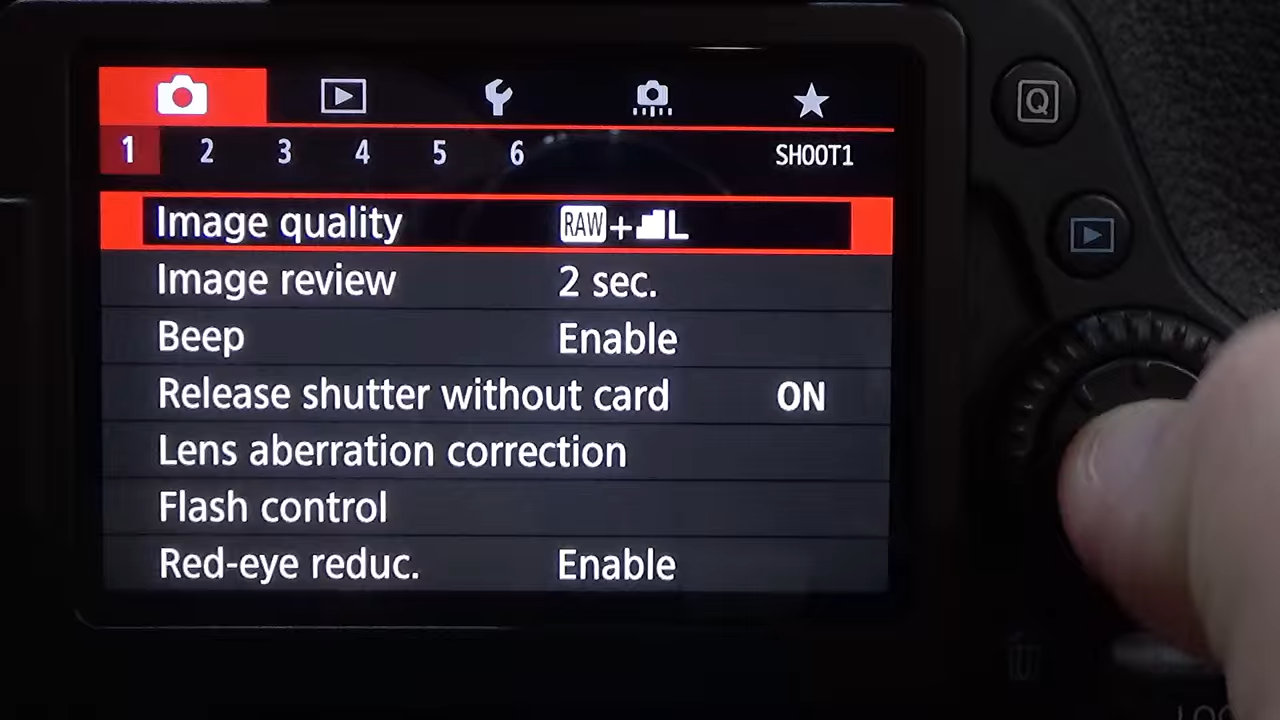 1 2 3 4 5 6 SHOOT1
Image quality RAW+L
Image review 2 sec.
Beep Enable
Release shutter without card ON
Lens aberration correction
Flash control
Red-eye reduc. Enable
Q